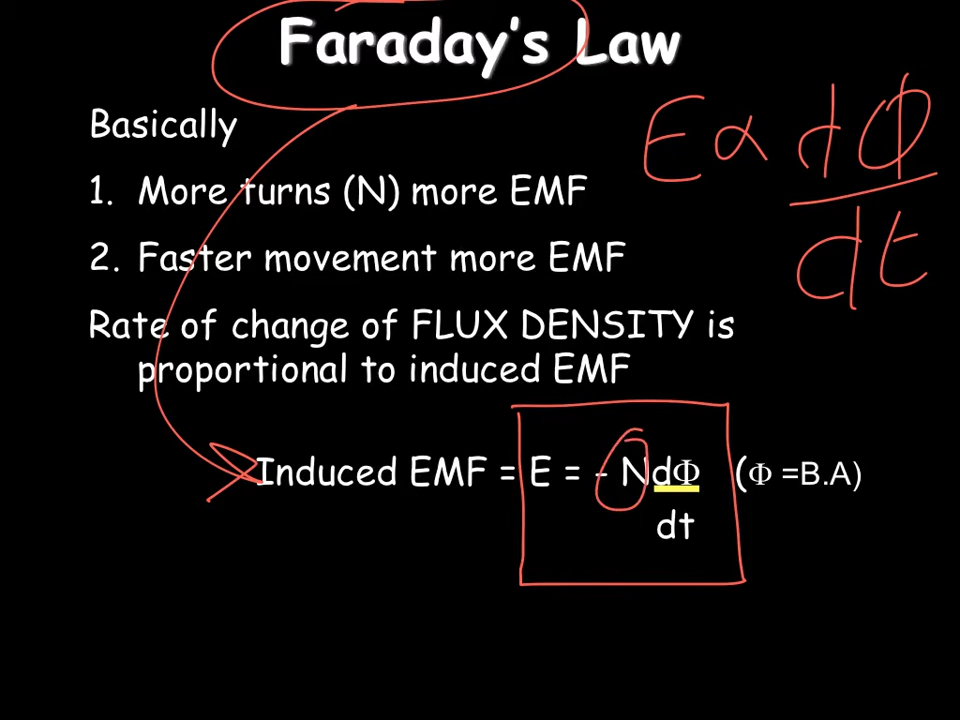 Faraday's Law
E ∝ dΦ
dt
Basically
1. More turns (N) more EMF
2. Faster movement more EMF
Rate of change of FLUX DENSITY is
proportional to induced EMF
Induced EMF = E = - NdΦ (Φ =B.A)
dt